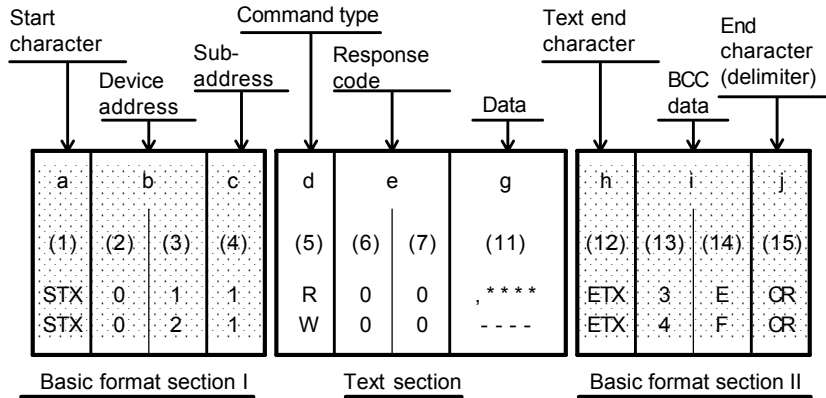 Start character
Device address
Sub-address
Command type
Response code
Data
Text end character
BCC data
End character (delimiter)
a b c d e g h i j
(1) (2) (3) (4) (5) (6) (7) (11) (12) (13) (14) (15)
STX 0 1 1 R 0 0 ,**** ETX 3 E CR
STX 0 2 1 W 0 0 ---- ETX 4 F CR
Basic format section I Text section Basic format section II